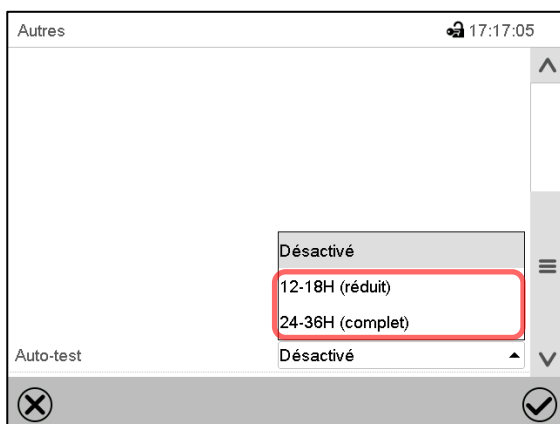 Autres 17:17:05
Désactivé
12-18H (réduit)
24-36H (complet)
Auto-test Désactivé